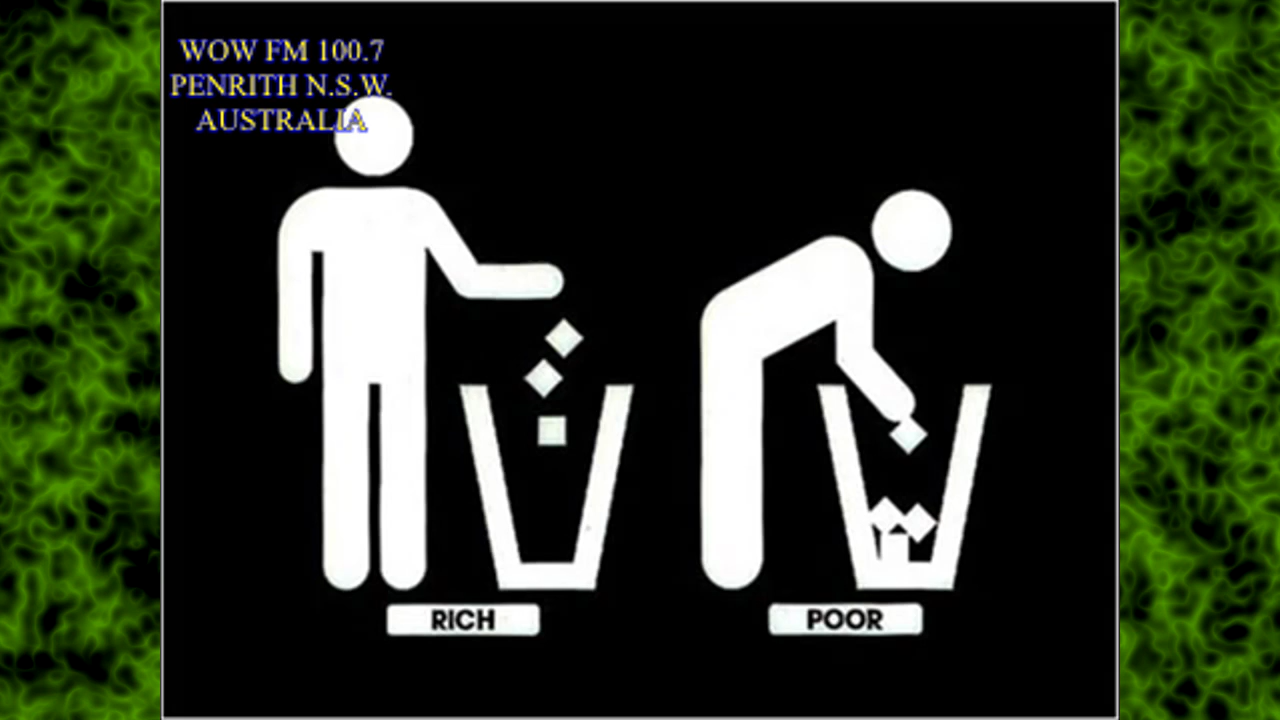 WOW FM 100.7
PENRITH N.S.W.
AUSTRALIA
RICH
POOR